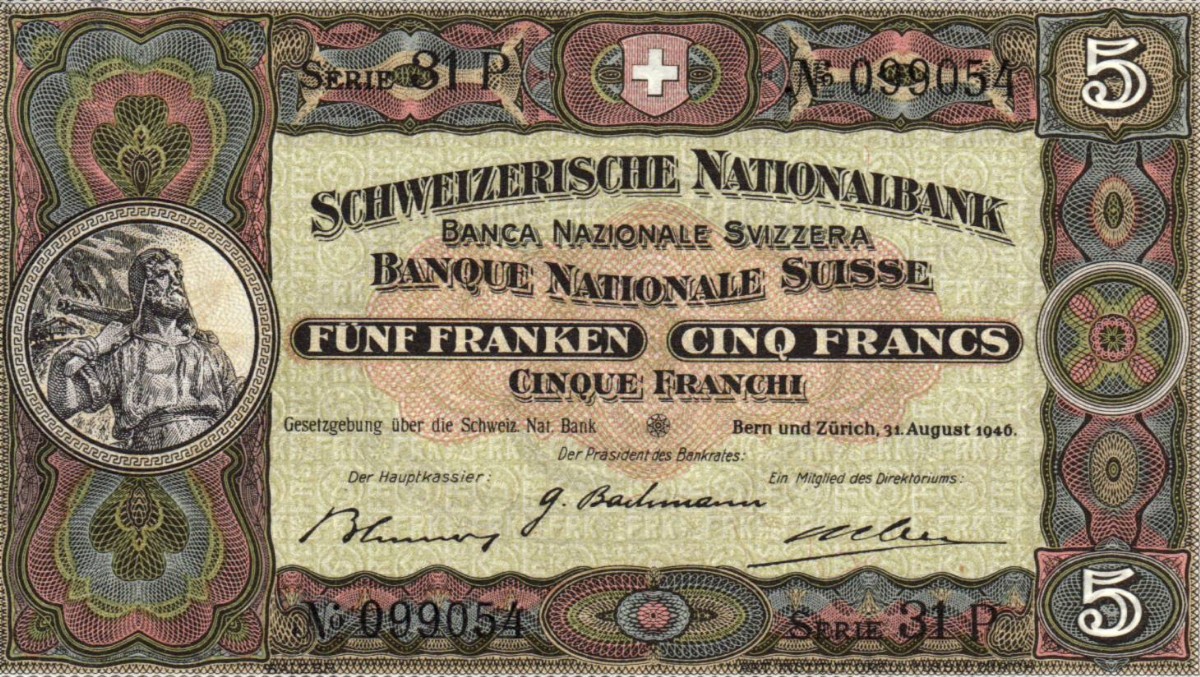 SERIE 31 P
No 099054
5
SCHWEIZERISCHE NATIONALBANK
BANCA NAZIONALE SVIZZERA
BANQUE NATIONALE SUISSE
FÜNF FRANKEN
CINQ FRANCS
CINQUE FRANCHI
Gesetzgebung über die Schweiz. Nat. Bank
Bern und Zürich, 31. August 1946.
Der Präsident des Bankrates:
Der Hauptkassier:
Ein Mitglied des Direktoriums:
G. Bachmann
No 099054
SERIE 31 P
5
BALZER